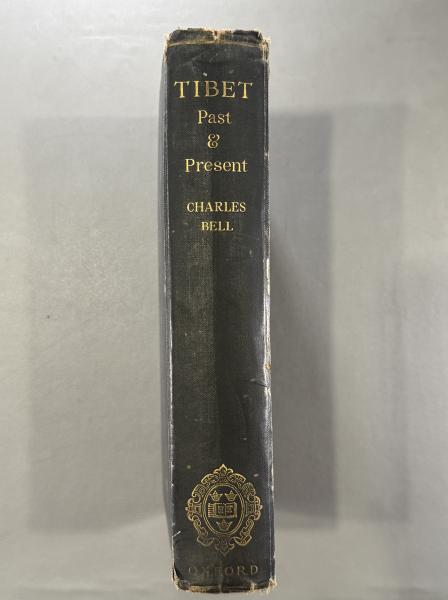 TIBET
Past
&
Present
CHARLES
BELL
OXFORD